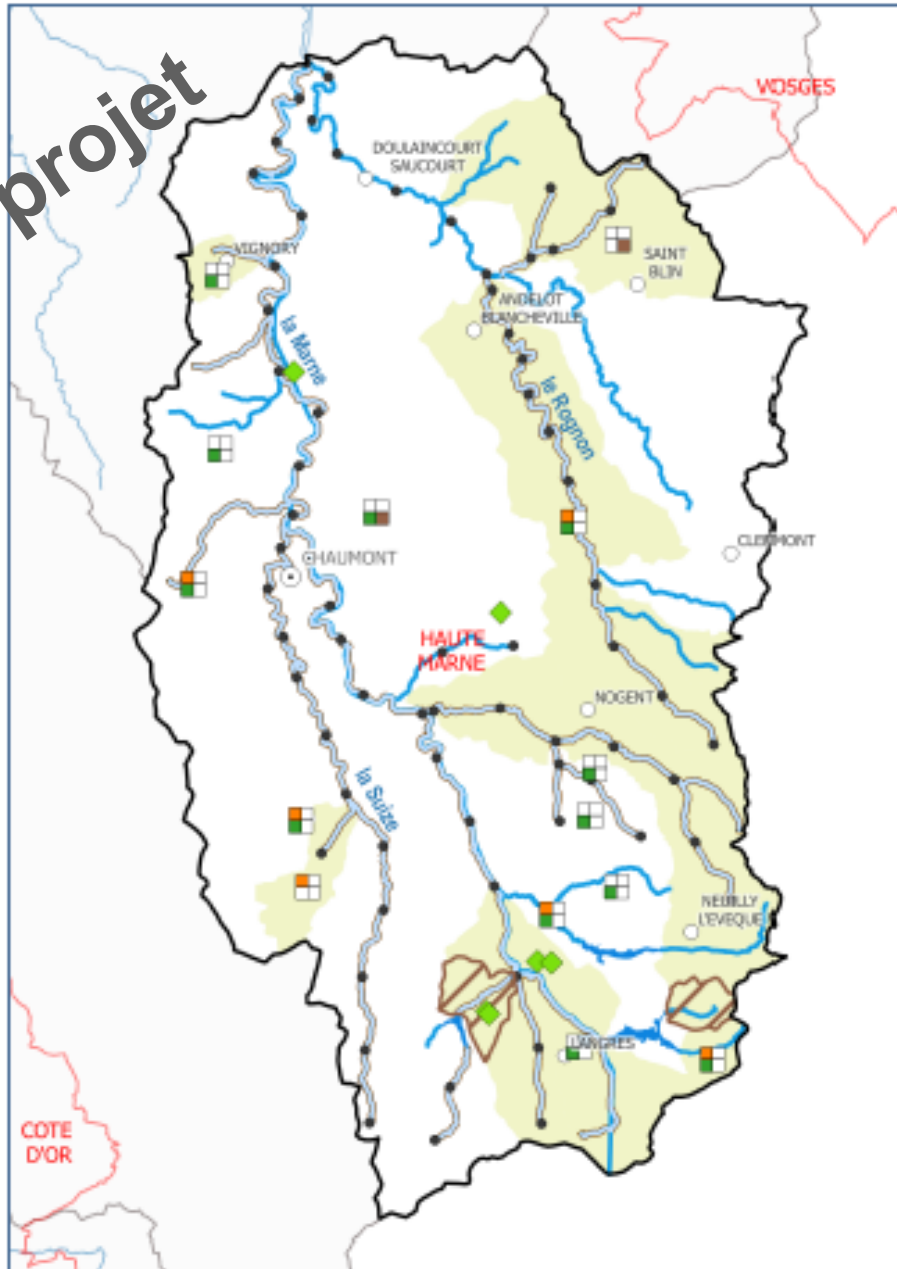 projet
VOSGES
DOULAINCOURT
SAUCOURT
VIGNORY
SAINT
BLIN
ANDELOT
BLANCHEVILLE
la Marne
le Rognon
CLEFMONT
CHAUMONT
HAUTE
MARNE
NOGENT
la Suize
NEUILLY
L'EVEQUE
LANGRES
COTE
D'OR